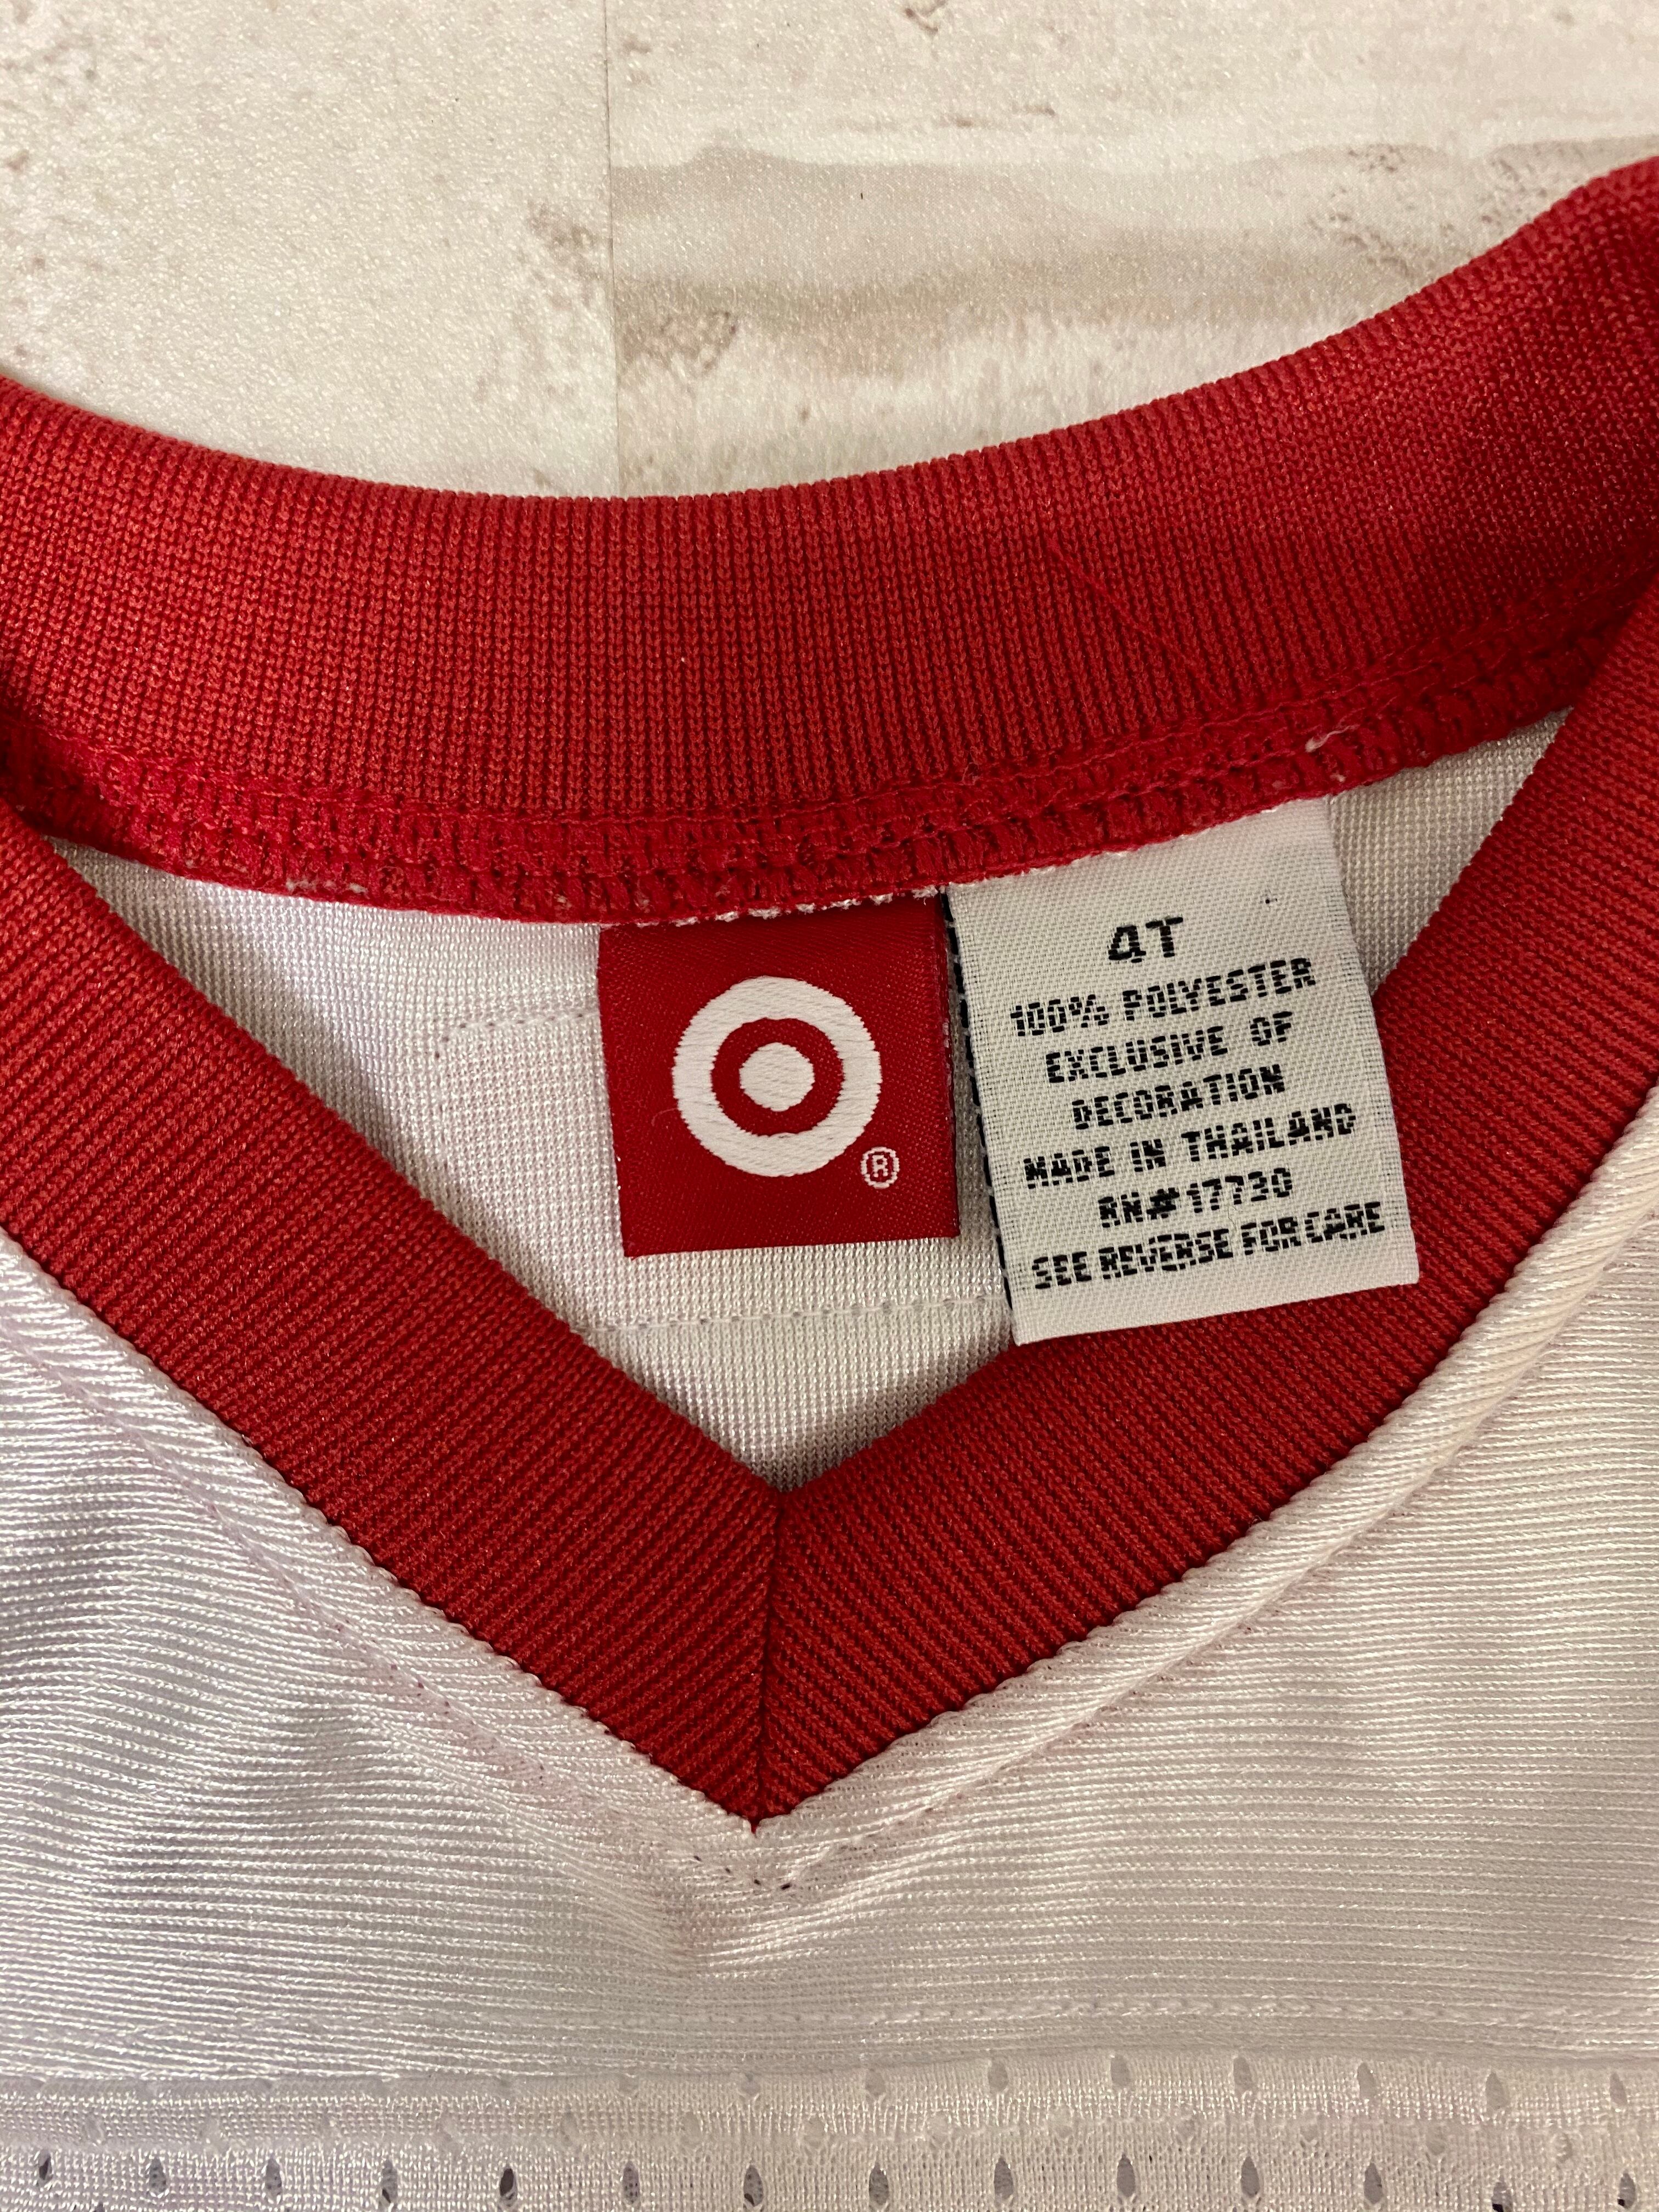 ®
4T
100% POLYESTER
EXCLUSIVE OF
DECORATION
MADE IN THAILAND
RN#17730
SEE REVERSE FOR CARE